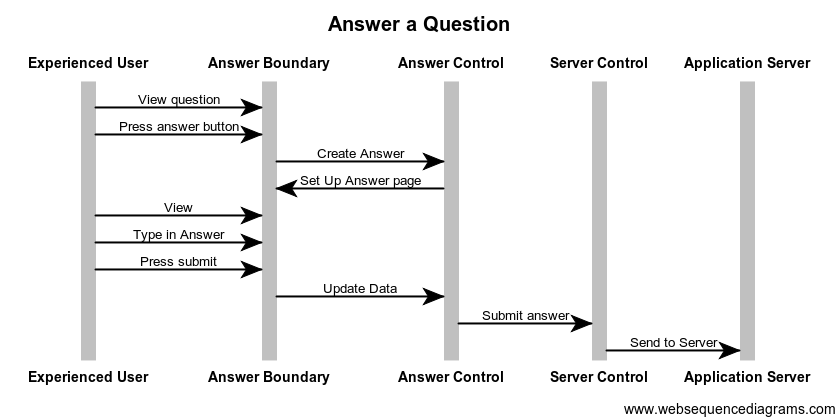 Answer a Question
Experienced User Answer Boundary Answer Control Server Control Application Server
View question
Press answer button
Create Answer
Set Up Answer page
View
Type in Answer
Press submit
Update Data
Submit answer
Send to Server
Experienced User Answer Boundary Answer Control Server Control Application Server
www.websequencediagrams.com